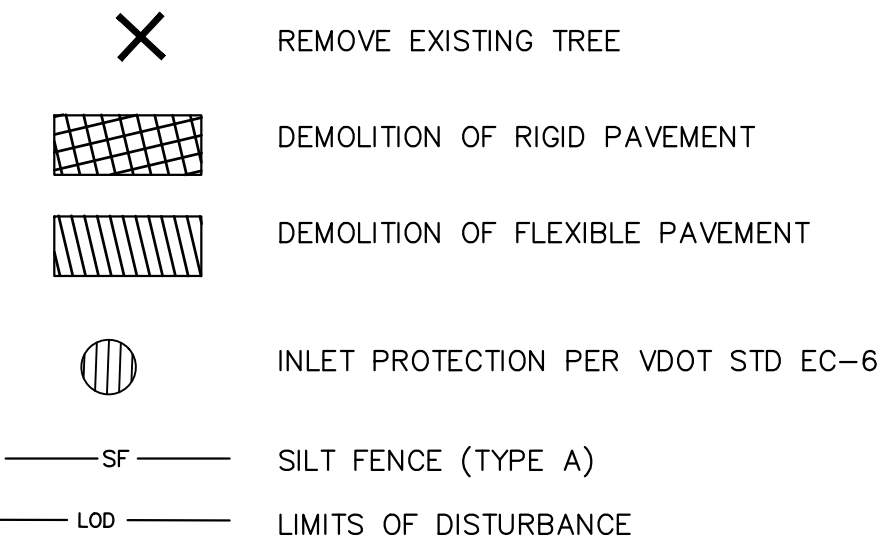 REMOVE EXISTING TREE
DEMOLITION OF RIGID PAVEMENT
DEMOLITION OF FLEXIBLE PAVEMENT
INLET PROTECTION PER VDOT STD EC-6
SF SILT FENCE (TYPE A)
LOD LIMITS OF DISTURBANCE